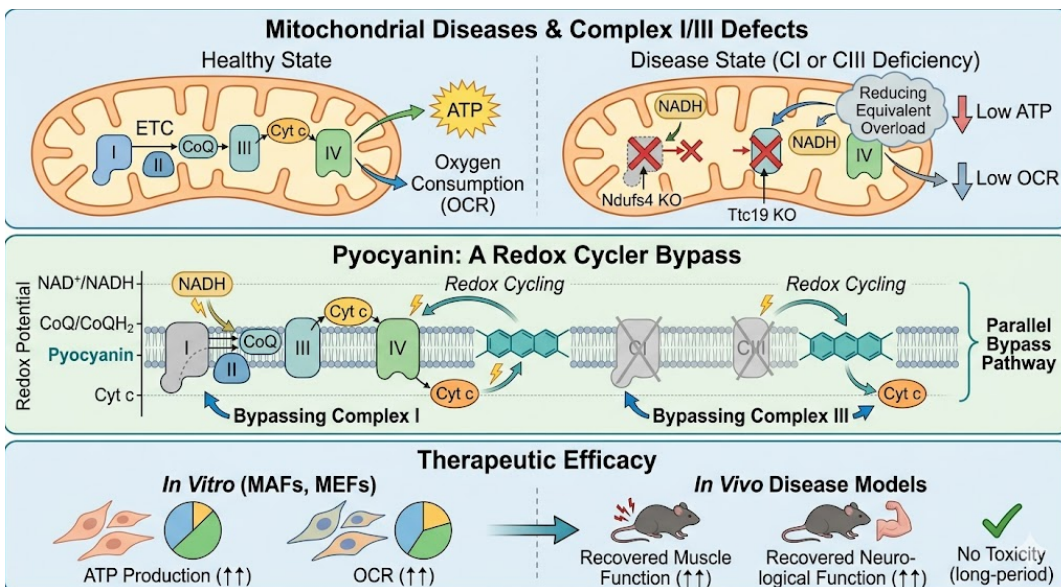 Mitochondrial Diseases & Complex I/III Defects
Healthy State
ETC
I
II
CoQ
III
Cyt c
IV
ATP
Oxygen
Consumption
(OCR)
Disease State (CI or CIII Deficiency)
NADH
Ndufs4 KO
Ttc19 KO
NADH
Reducing
Equivalent
Overload
IV
Low ATP
Low OCR
Pyocyanin: A Redox Cycler Bypass
Redox Potential
NAD⁺/NADH
CoQ/CoQH₂
Pyocyanin
Cyt c
NADH
I
II
CoQ
III
Cyt c
IV
Cyt c
Redox Cycling
Bypassing Complex I
CI
CIII
Redox Cycling
Cyt c
Bypassing Complex III
Parallel
Bypass
Pathway
Therapeutic Efficacy
In Vitro (MAFs, MEFs)
ATP Production (↑↑)
OCR (↑↑)
In Vivo Disease Models
Recovered Muscle
Function (↑↑)
Recovered Neuro-
logical Function (↑↑)
No Toxicity
(long-period)